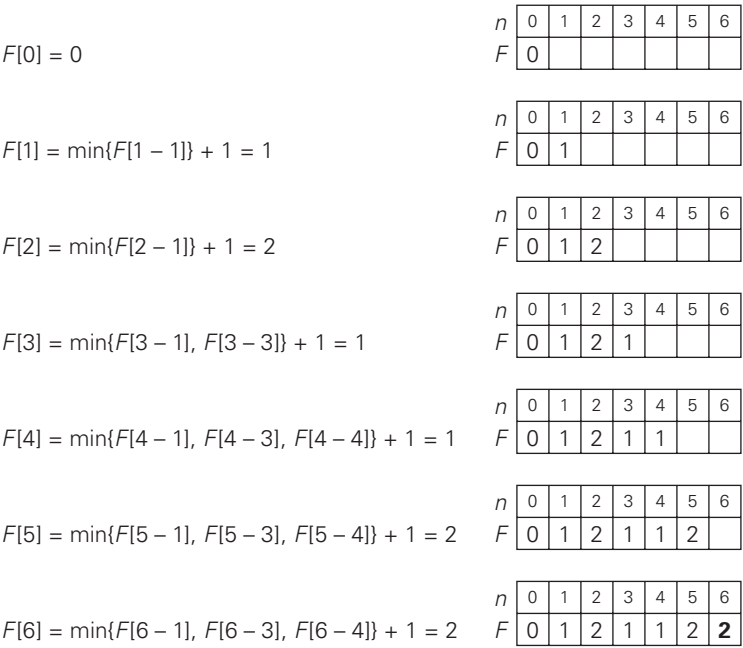 n 0 1 2 3 4 5 6
F[0] = 0 F 0
n 0 1 2 3 4 5 6
F[1] = min{F[1 – 1]} + 1 = 1 F 0 1
n 0 1 2 3 4 5 6
F[2] = min{F[2 – 1]} + 1 = 2 F 0 1 2
n 0 1 2 3 4 5 6
F[3] = min{F[3 – 1], F[3 – 3]} + 1 = 1 F 0 1 2 1
n 0 1 2 3 4 5 6
F[4] = min{F[4 – 1], F[4 – 3], F[4 – 4]} + 1 = 1 F 0 1 2 1 1
n 0 1 2 3 4 5 6
F[5] = min{F[5 – 1], F[5 – 3], F[5 – 4]} + 1 = 2 F 0 1 2 1 1 2
n 0 1 2 3 4 5 6
F[6] = min{F[6 – 1], F[6 – 3], F[6 – 4]} + 1 = 2 F 0 1 2 1 1 2 2